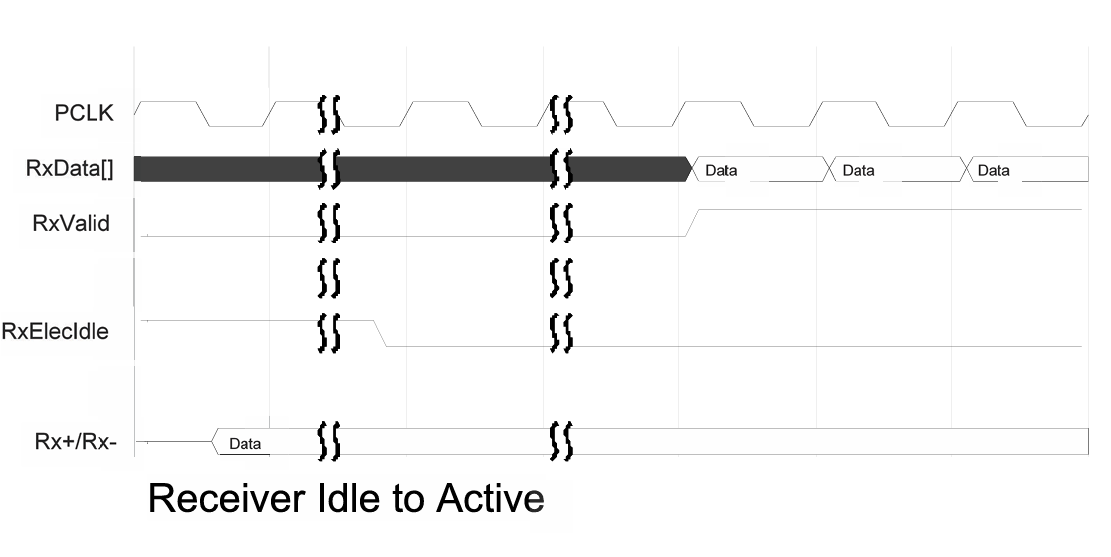 PCLK
RxData[] Data Data Data
RxValid
RxElecIdle
Rx+/Rx- Data
Receiver Idle to Active